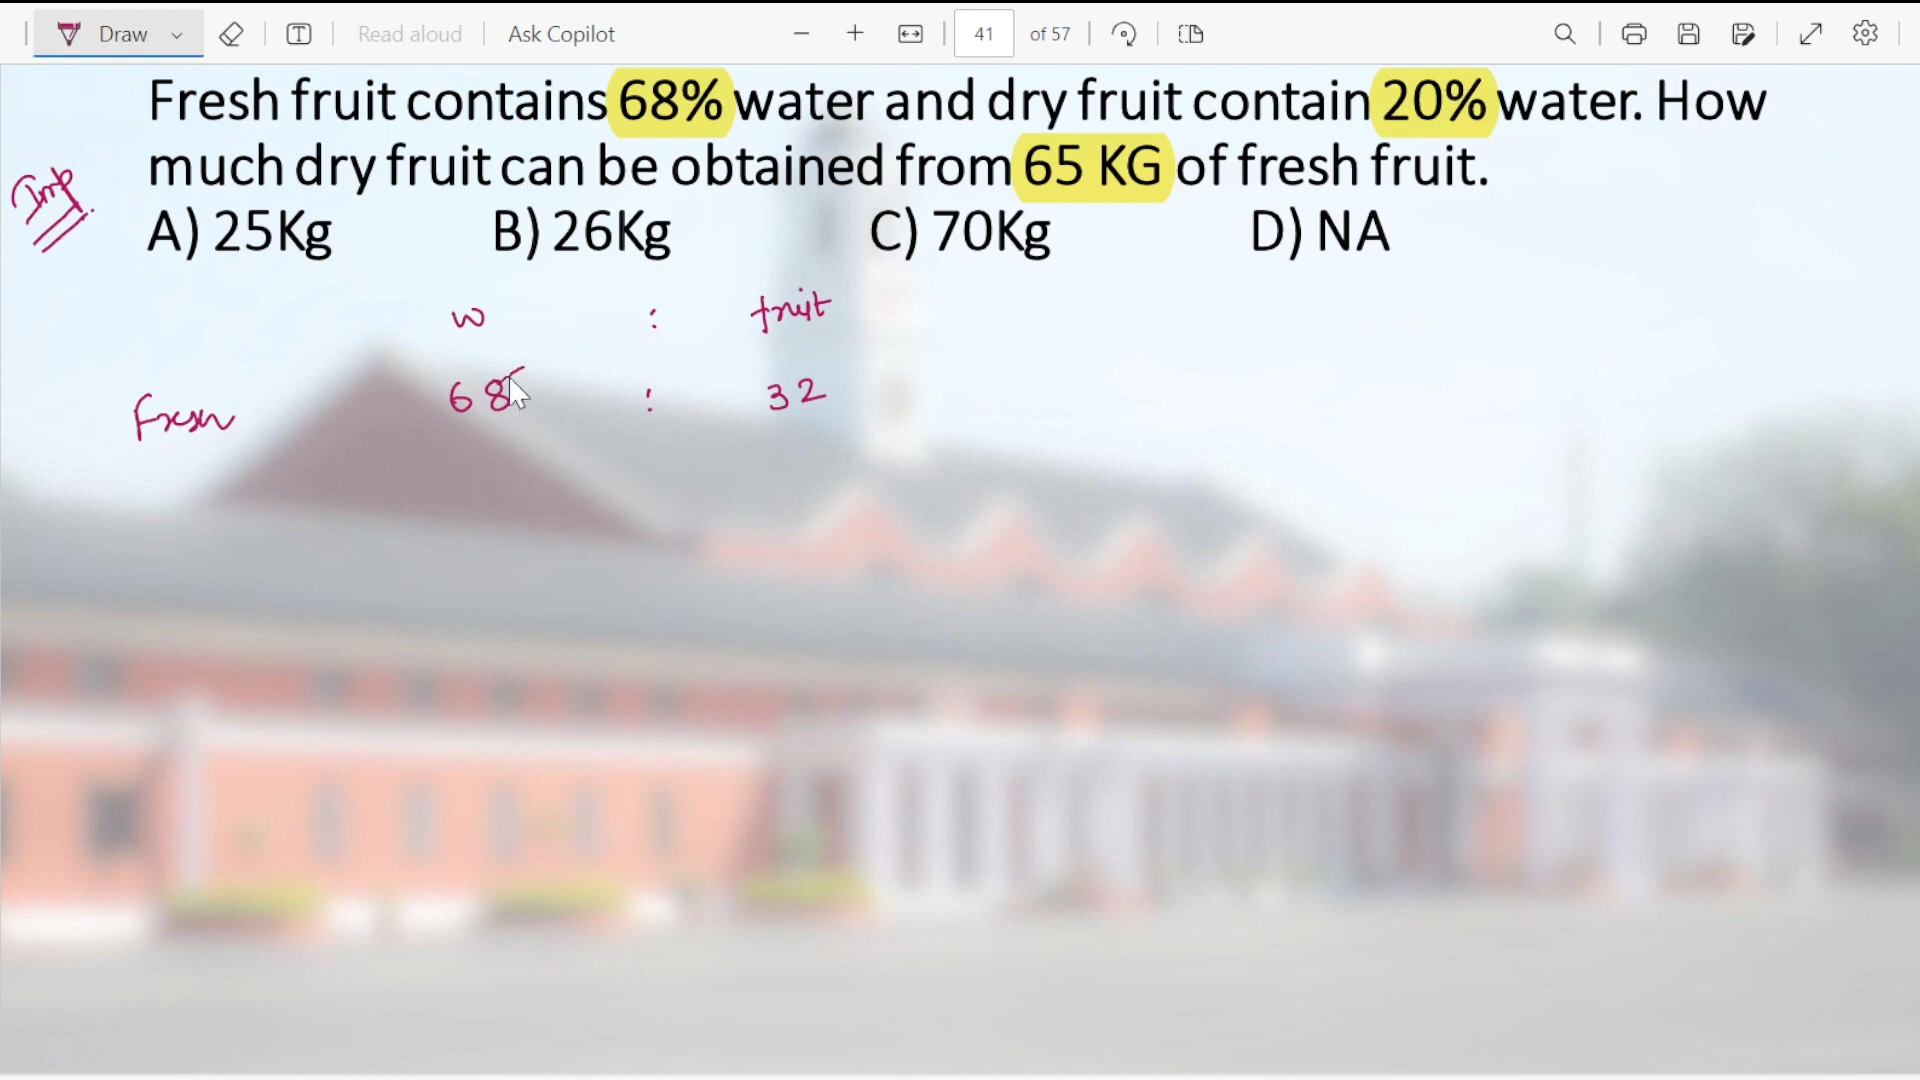 Draw
Read aloud
Ask Copilot
41 of 57
Fresh fruit contains 68% water and dry fruit contain 20% water. How
much dry fruit can be obtained from 65 KG of fresh fruit.
Imp
A) 25Kg B) 26Kg C) 70Kg D) NA
w : fruit
Fresh 68 : 32